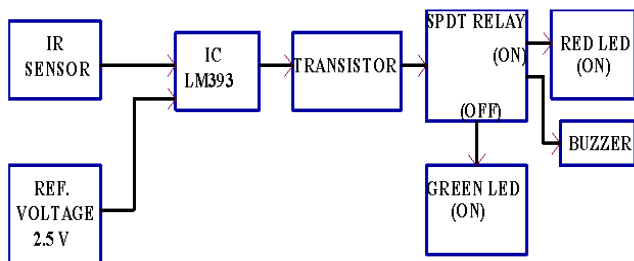 IR
SENSOR
IC
LM393
TRANSISTOR
SPDT RELAY
(ON)
(OFF)
RED LED
(ON)
BUZZER
REF.
VOLTAGE
2.5 V
GREEN LED
(ON)